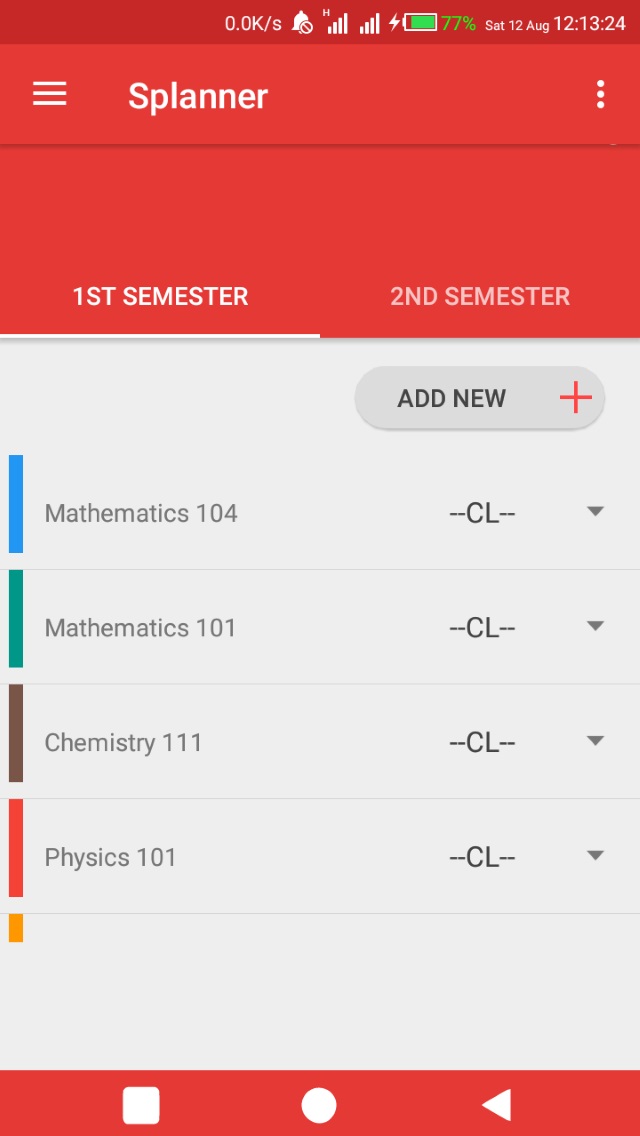 0.0K/s H 77% Sat 12 Aug 12:13:24
Splanner
1ST SEMESTER 2ND SEMESTER
ADD NEW
Mathematics 104 --CL--
Mathematics 101 --CL--
Chemistry 111 --CL--
Physics 101 --CL--